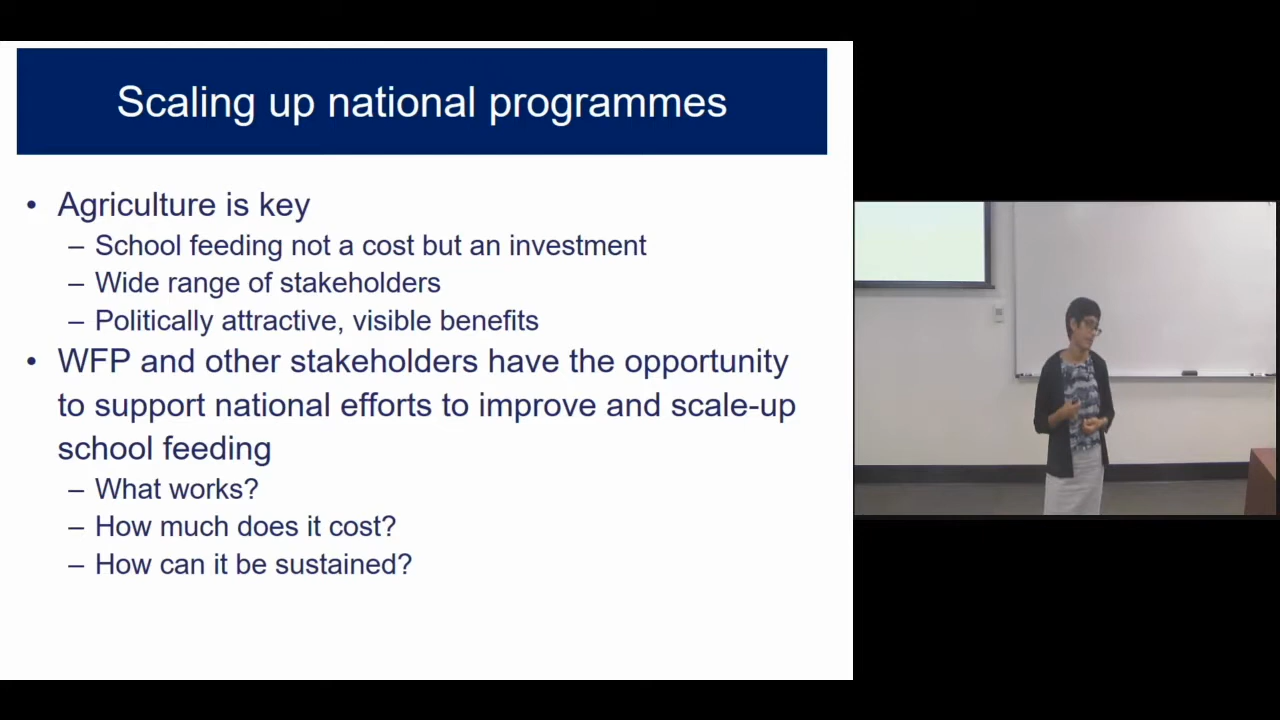 Scaling up national programmes
• Agriculture is key
– School feeding not a cost but an investment
– Wide range of stakeholders
– Politically attractive, visible benefits
• WFP and other stakeholders have the opportunity
to support national efforts to improve and scale-up
school feeding
– What works?
– How much does it cost?
– How can it be sustained?